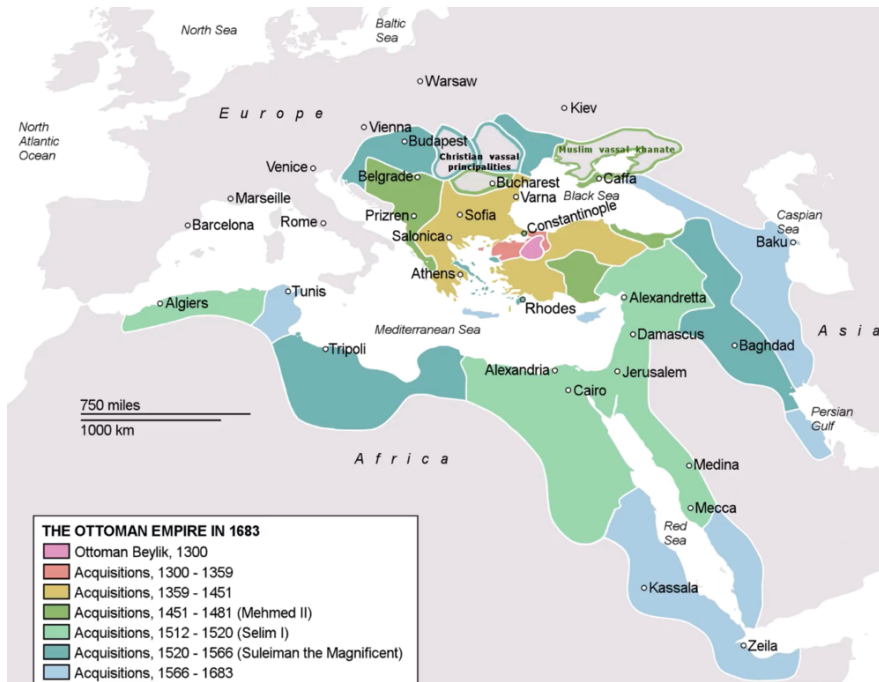 North Sea
Baltic
Sea
Warsaw
Europe
Kiev
North
Atlantic
Ocean
Vienna
Budapest
Christian vassal
principalities
Muslim vassal khanate
Venice
Belgrade
Bucharest
Caffa
Marseille
Varna
Black Sea
Barcelona
Rome
Prizren
Sofia
Constantinople
Caspian
Sea
Salonica
Baku
Athens
Tunis
Algiers
Rhodes
Alexandretta
Mediterranean Sea
Asia
Tripoli
Damascus
Baghdad
Alexandria
Jerusalem
Cairo
750 miles
1000 km
Persian
Gulf
Africa
Medina
Mecca
Red
Sea
Kassala
Zeila
THE OTTOMAN EMPIRE IN 1683
Ottoman Beylik, 1300
Acquisitions, 1300 - 1359
Acquisitions, 1359 - 1451
Acquisitions, 1451 - 1481 (Mehmed II)
Acquisitions, 1512 - 1520 (Selim I)
Acquisitions, 1520 - 1566 (Suleiman the Magnificent)
Acquisitions, 1566 - 1683